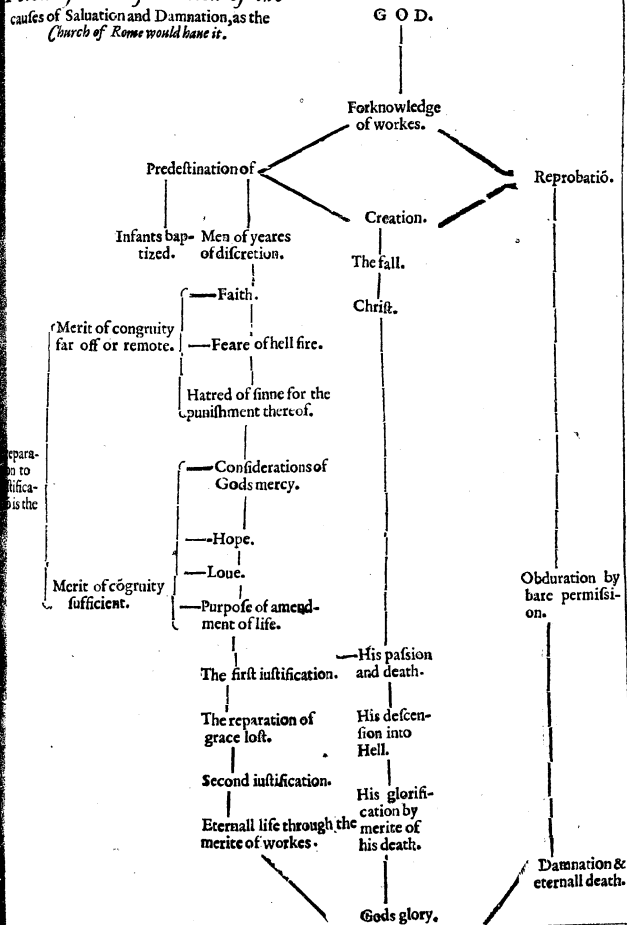 cauſes of Saluation and Damnation, as the
Church of Rome would haue it.
GOD.
Forknowledge
of workes.
Predeſtination of
Reprobatiō.
Infants bap-
tized.
Men of yeares
of diſcretion.
Creation.
The fall.
Chriſt.
Faith.
Merit of congruity
far off or remote.
Feare of hell fire.
Hatred of ſinne for the
puniſhment thereof.
Conſiderations of
Gods mercy.
Hope.
Loue.
Merit of cōgruity
ſufficient.
Purpoſe of amend-
ment of life.
Obduration by
bare permiſsi-
on.
The firſt iuſtification.
His paſsion
and death.
The reparation of
grace loſt.
His deſcen-
ſion into
Hell.
Second iuſtification.
His glorifi-
cation by
merite of
his death.
Eternall life through the
merite of workes.
Damnation &
eternall death.
Gods glory.